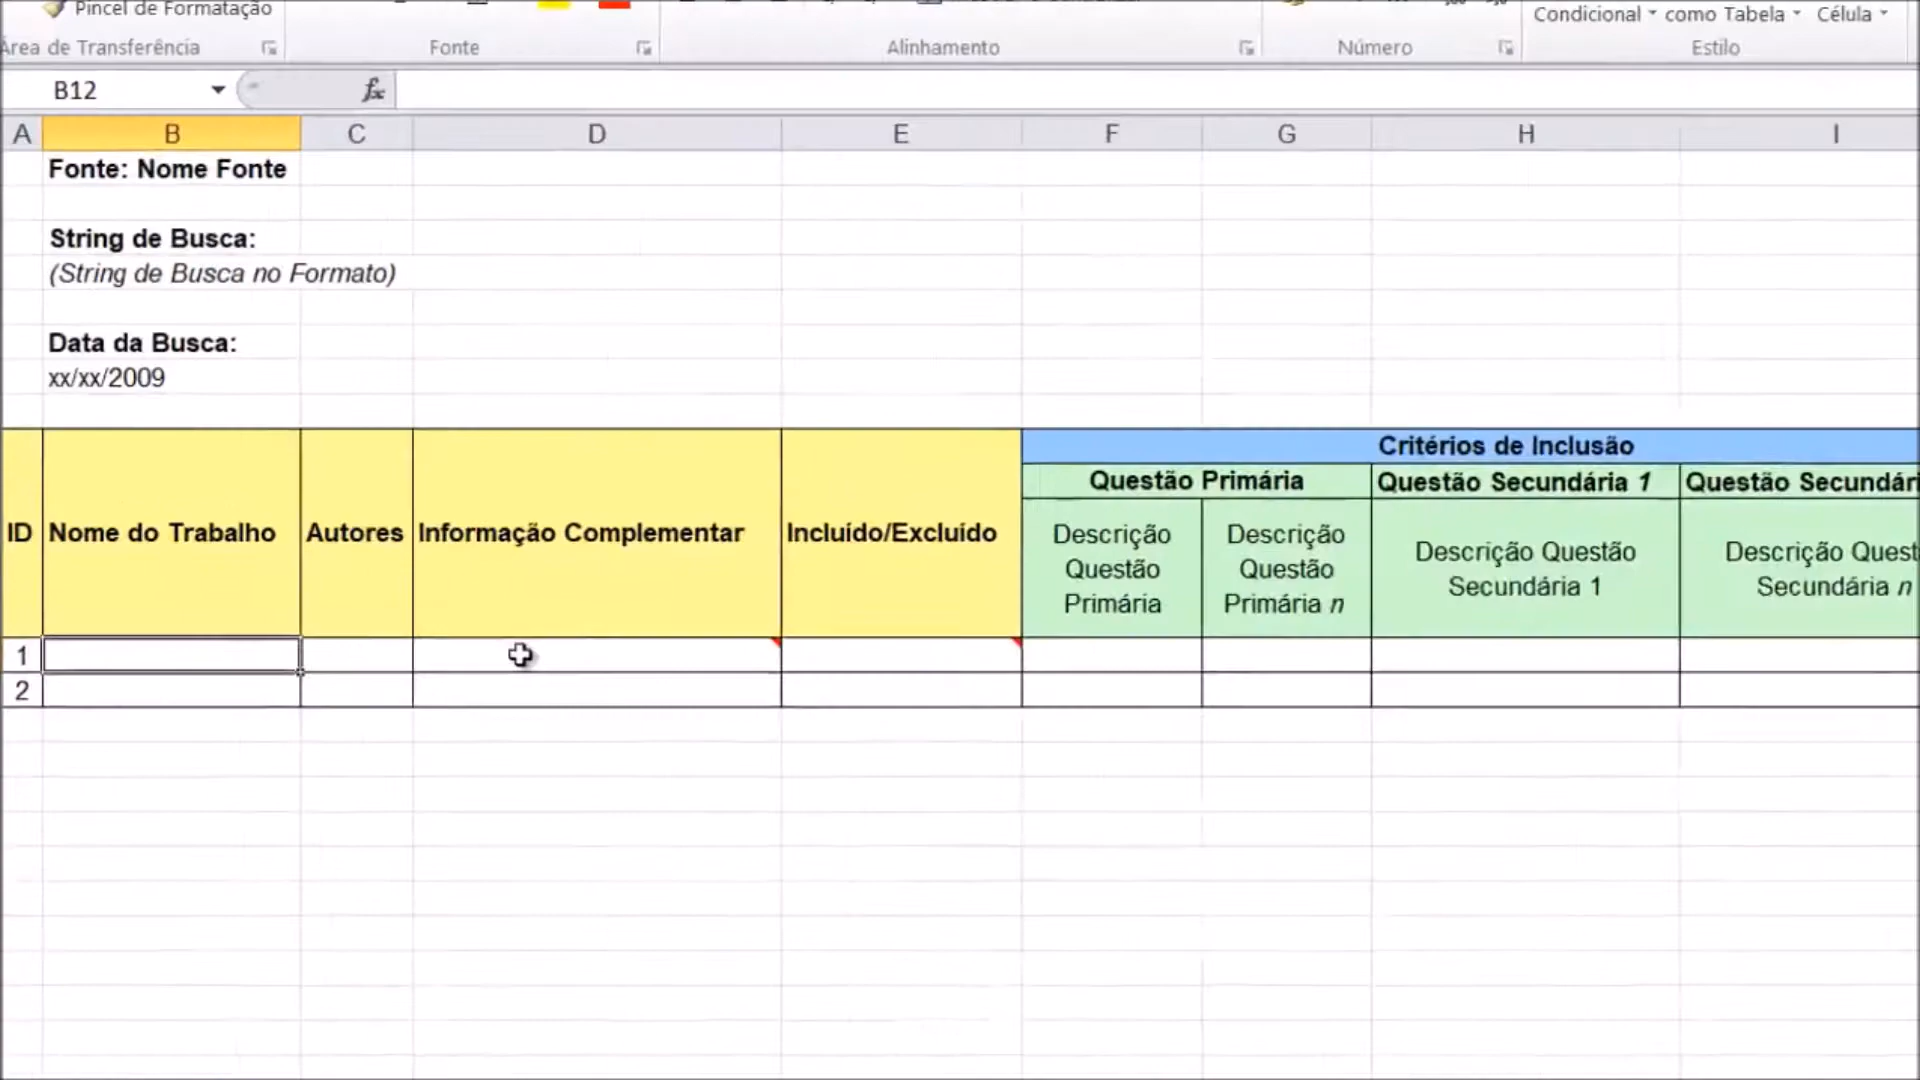 Pincel de Formatação
Condicional como Tabela Célula
Área de Transferência Fonte Alinhamento Número Estilo
B12 fx
A B C D E F G H I
Fonte: Nome Fonte
String de Busca:
(String de Busca no Formato)
Data da Busca:
xx/xx/2009
Critérios de Inclusão
Questão Primária Questão Secundária 1 Questão Secundári
ID Nome do Trabalho Autores Informação Complementar Incluído/Excluído
Descrição Questão Primária
Descrição Questão Primária n
Descrição Questão Secundária 1
Descrição Quest Secundária n
1
2